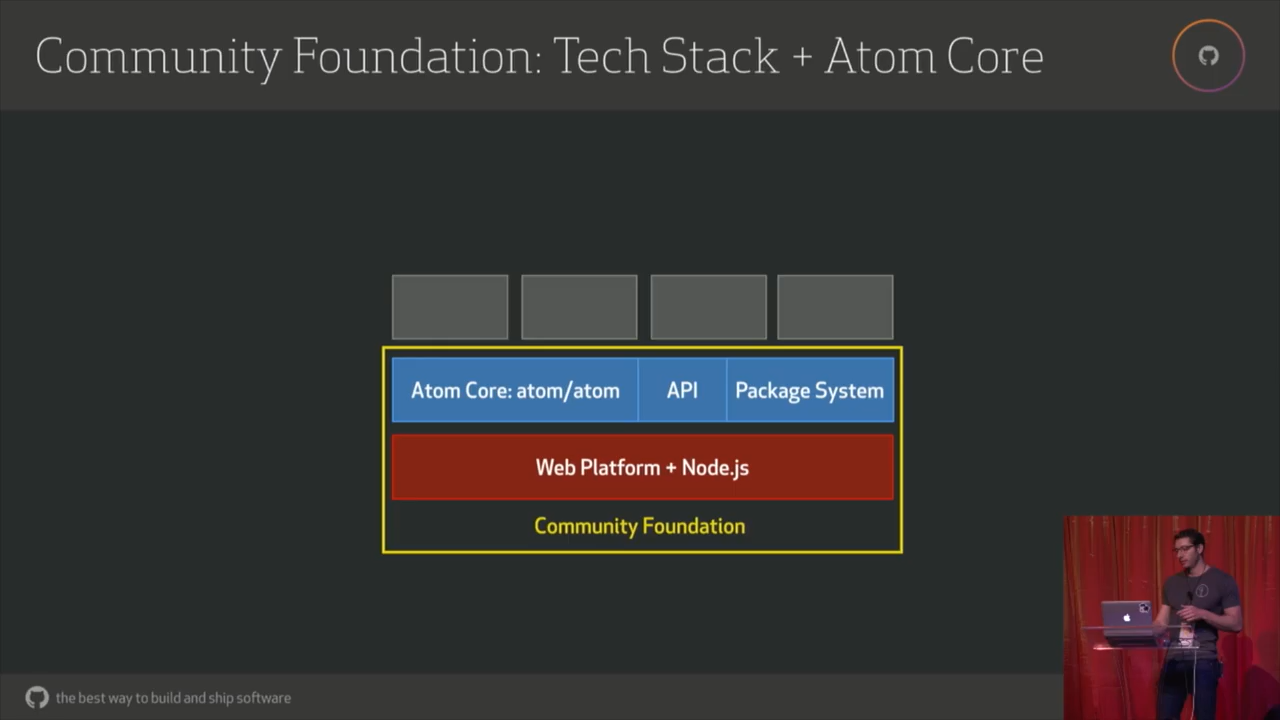 Community Foundation: Tech Stack + Atom Core
Atom Core: atom/atom
API
Package System
Web Platform + Node.js
Community Foundation
the best way to build and ship software